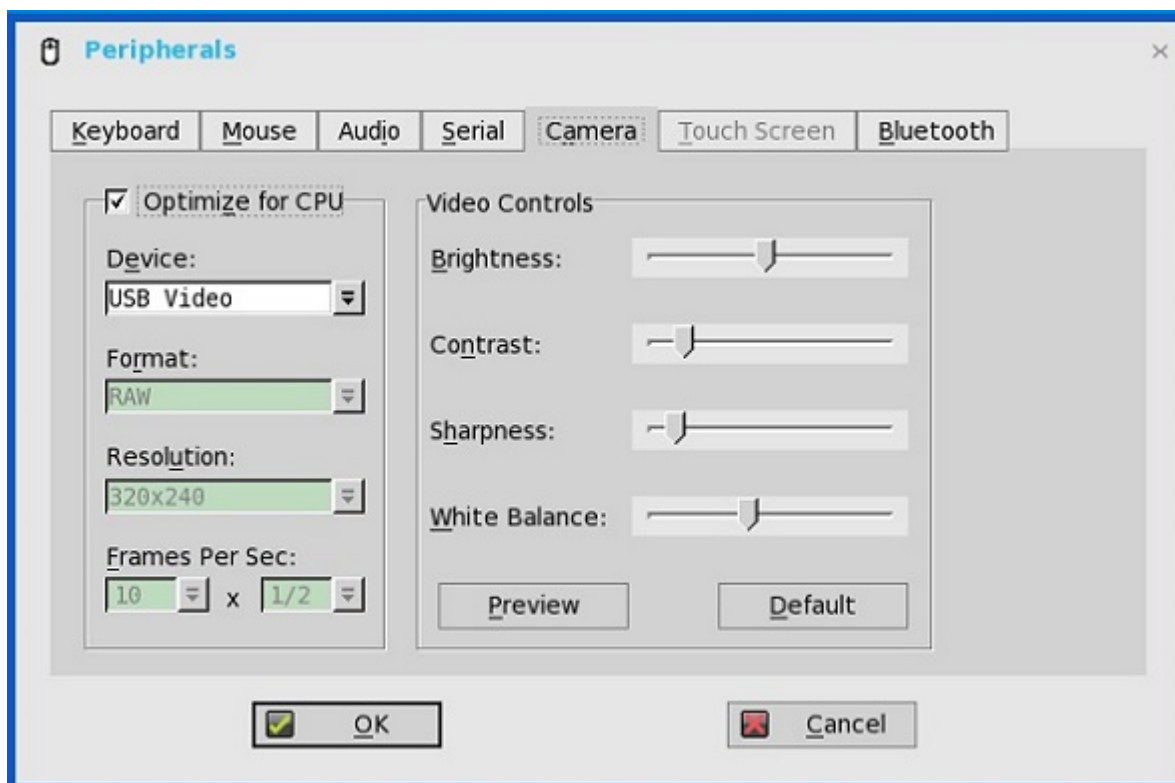 Peripherals
Keyboard Mouse Audio Serial Camera Touch Screen Bluetooth
Optimize for CPU
Device:
USB Video
Format:
RAW
Resolution:
320x240
Frames Per Sec:
10 x 1/2
Video Controls
Brightness:
Contrast:
Sharpness:
White Balance:
Preview Default
OK Cancel